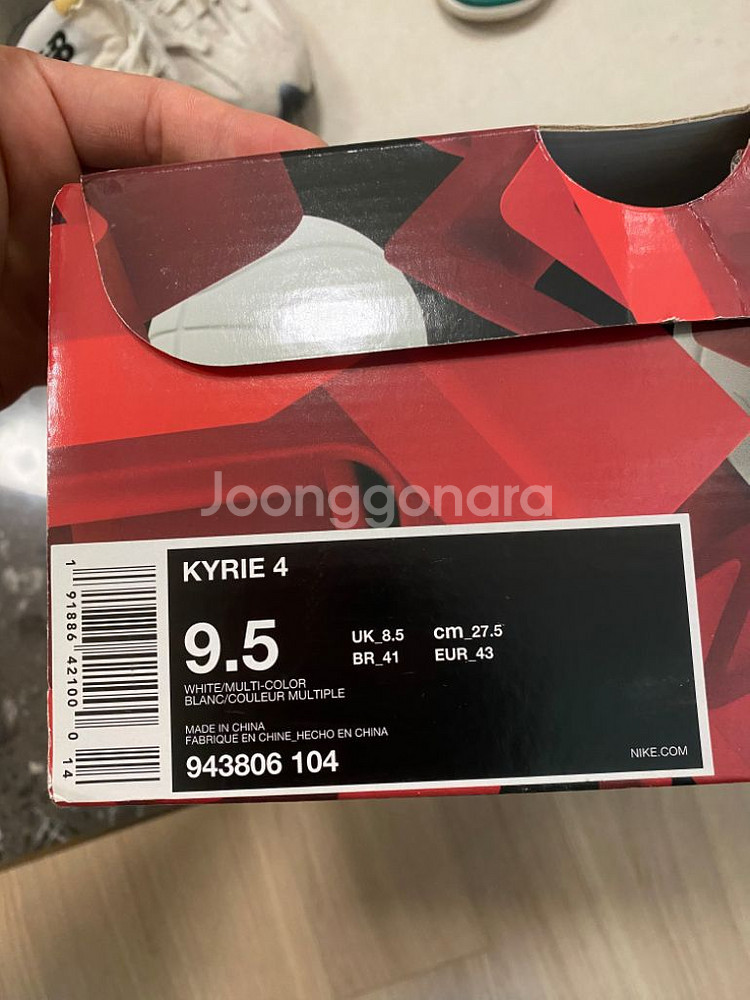 Joonggonara
KYRIE 4
9.5
UK_8.5 cm_27.5
BR_41 EUR_43
WHITE/MULTI-COLOR
BLANC/COULEUR MULTIPLE
MADE IN CHINA
FABRIQUE EN CHINE_HECHO EN CHINA
943806 104
NIKE.COM
1 91886 42100 0 14